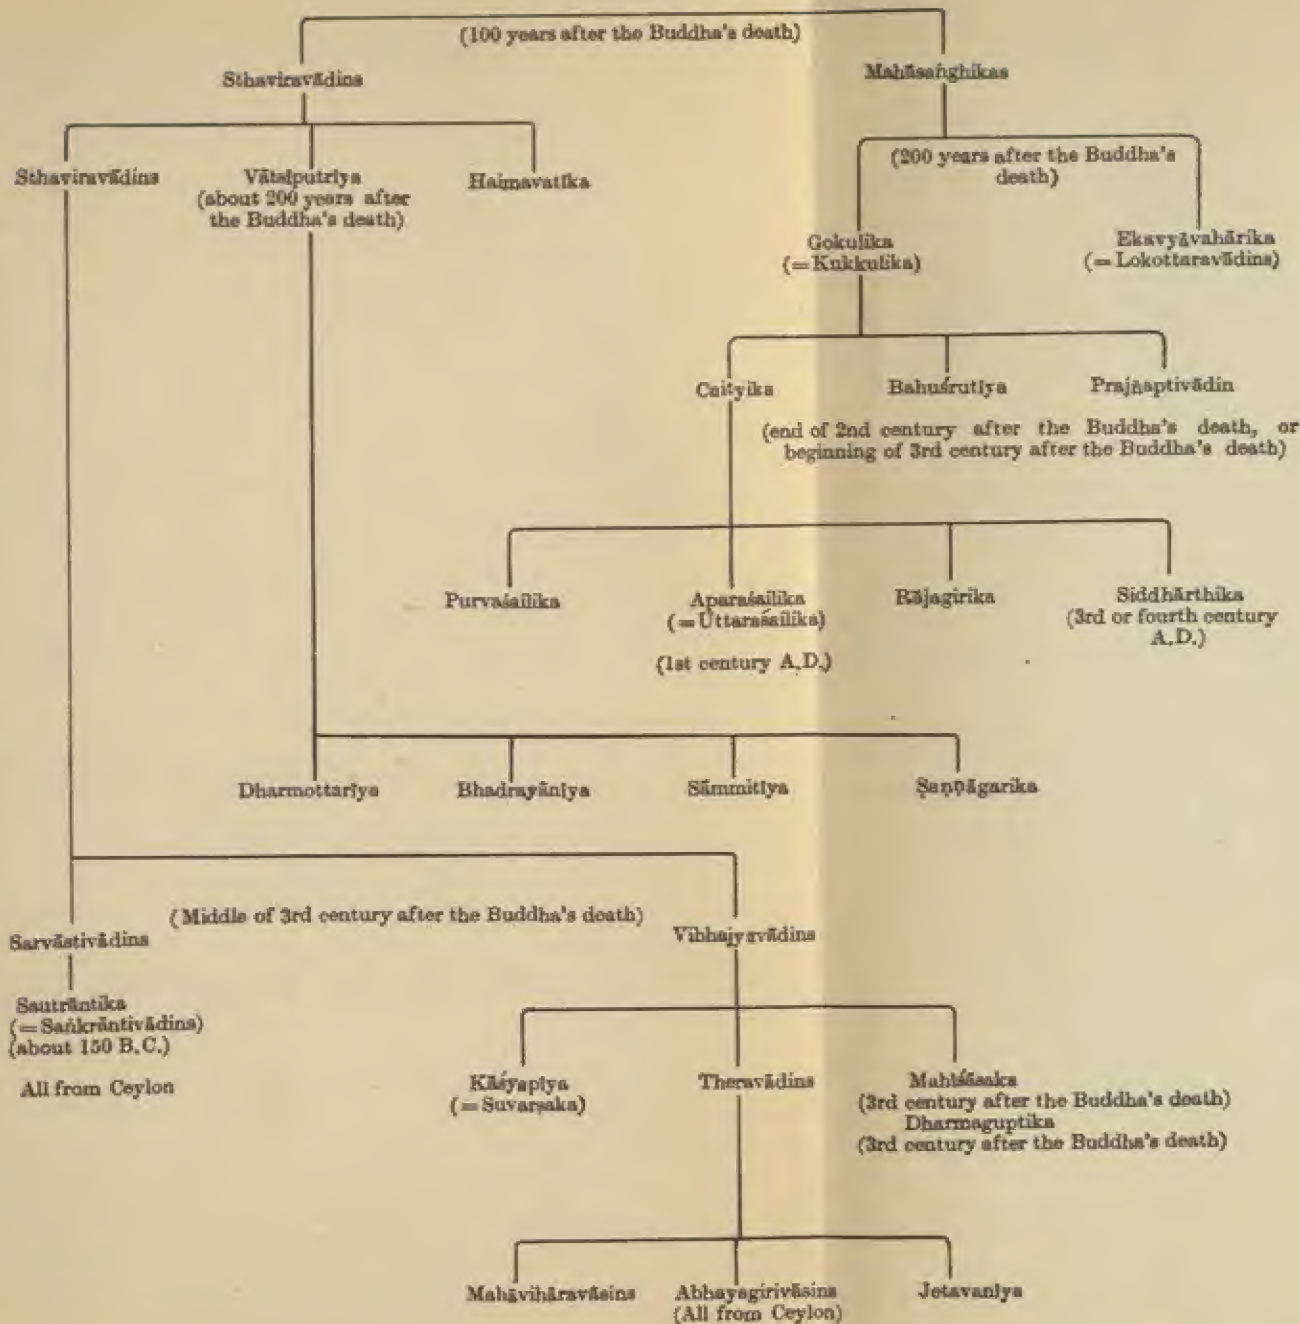 (100 years after the Buddha's death)
Sthaviravādins
Mahāsaṅghikas
(200 years after the Buddha's
death)
Sthaviravādins
Vātsīputrīya
(about 200 years after
the Buddha's death)
Haimavatika
Gokulika
(=Kukkulika)
Ekavyāvahārika
(=Lokottaravādins)
Caityika
Bahuśrutīya
Prajñaptivādin
(end of 2nd century after the Buddha's death, or
beginning of 3rd century after the Buddha's death)
Purvaśailika
Aparaśailika
(=Uttaraśailika)
(1st century A.D.)
Rājagirika
Siddhārthika
(3rd or fourth century
A.D.)
Dharmottarīya
Bhadrayānīya
Sāmmitīya
Ṣaṇṇāgarika
(Middle of 3rd century after the Buddha's death)
Sarvāstivādins
Vibhajyavādins
Sautrāntika
(=Saṅkrāntivādins)
(about 150 B.C.)
All from Ceylon
Kāśyapīya
(=Suvarṣaka)
Theravādins
Mahīśāsaka
(3rd century after the Buddha's death)
Dharmaguptika
(3rd century after the Buddha's death)
Mahāvihāravāsins
Abhayagirivāsins
(All from Ceylon)
Jetavanīya